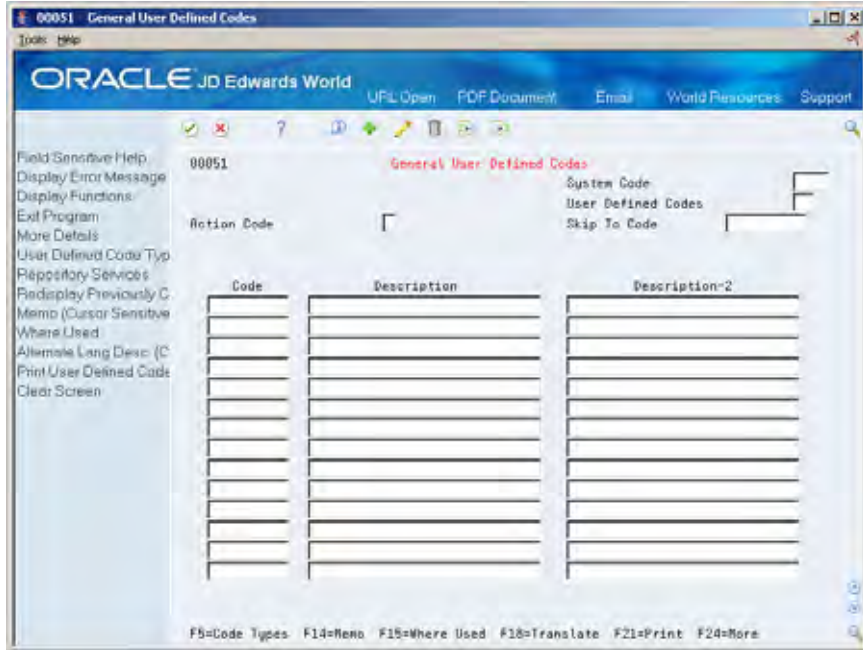 00051 General User Defined Codes
Tools Help
ORACLE JD Edwards World
URL Open PDF Document Email World Resources Support
Field Sensitive Help
Display Error Message
Display Functions
Exit Program
More Details
User Defined Code Typ
Repository Services
Redisplay Previously C
Memo (Cursor Sensitive
Where Used
Alternate Lang Desc (C
Print User Defined Code
Clear Screen
00051 General User Defined Codes
System Code
User Defined Codes
Action Code Skip To Code
Code Description Description-2
F5=Code Types F14=Memo F15=Where Used F18=Translate F21=Print F24=More